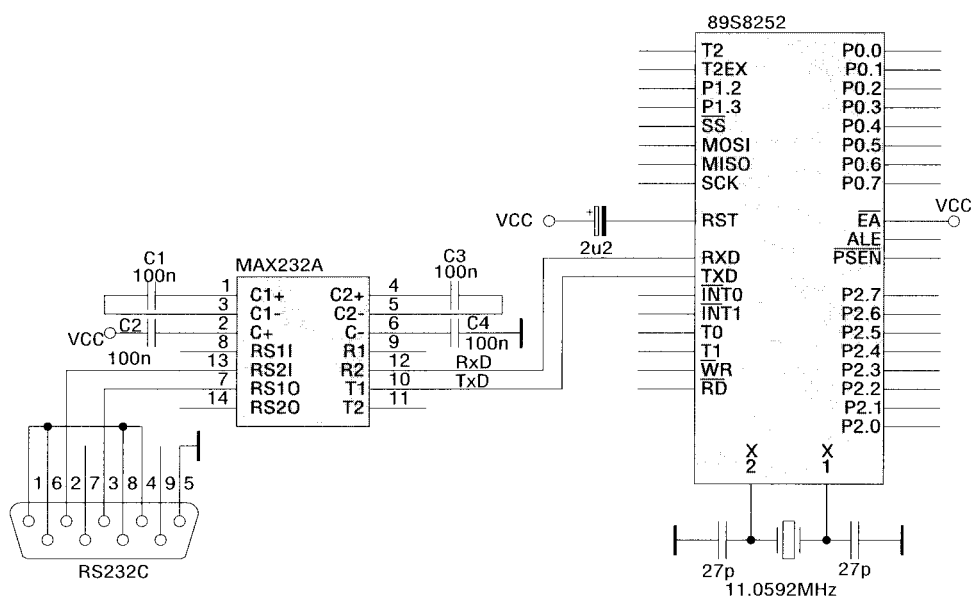 89S8252
T2
T2EX
P1.2
P1.3
SS
MOSI
MISO
SCK
RST
RXD
TXD
INT0
INT1
T0
T1
WR
RD
P0.0
P0.1
P0.2
P0.3
P0.4
P0.5
P0.6
P0.7
EA
ALE
PSEN
P2.7
P2.6
P2.5
P2.4
P2.3
P2.2
P2.1
P2.0
X
2
X
1
VCC
VCC
+
2u2
MAX232A
C1
100n
C3
100n
VCC
C2
100n
C4
100n
1
3
2
8
13
7
14
C1+
C1-
C+
RS1I
RS2I
RS1O
RS2O
C2+
C2-
C-
R1
R2
T1
T2
4
5
6
9
12
10
11
RxD
TxD
1 6 2 7 3 8 4 9 5
RS232C
27p
27p
11.0592MHz